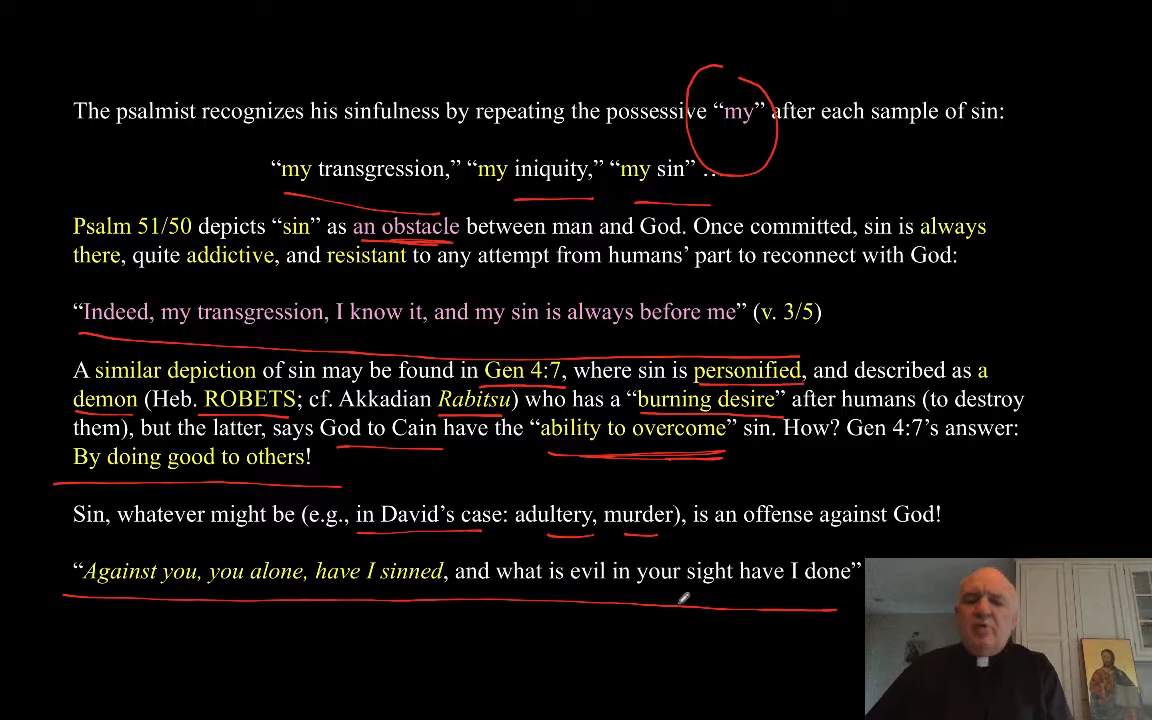 The psalmist recognizes his sinfulness by repeating the possessive “my” after each sample of sin:
“my transgression,” “my iniquity,” “my sin” …
Psalm 51/50 depicts “sin” as an obstacle between man and God. Once committed, sin is always
there, quite addictive, and resistant to any attempt from humans’ part to reconnect with God:
“Indeed, my transgression, I know it, and my sin is always before me” (v. 3/5)
A similar depiction of sin may be found in Gen 4:7, where sin is personified, and described as a
demon (Heb. ROBETS; cf. Akkadian Rabitsu) who has a “burning desire” after humans (to destroy
them), but the latter, says God to Cain have the “ability to overcome” sin. How? Gen 4:7’s answer:
By doing good to others!
Sin, whatever might be (e.g., in David’s case: adultery, murder), is an offense against God!
“Against you, you alone, have I sinned, and what is evil in your sight have I done”